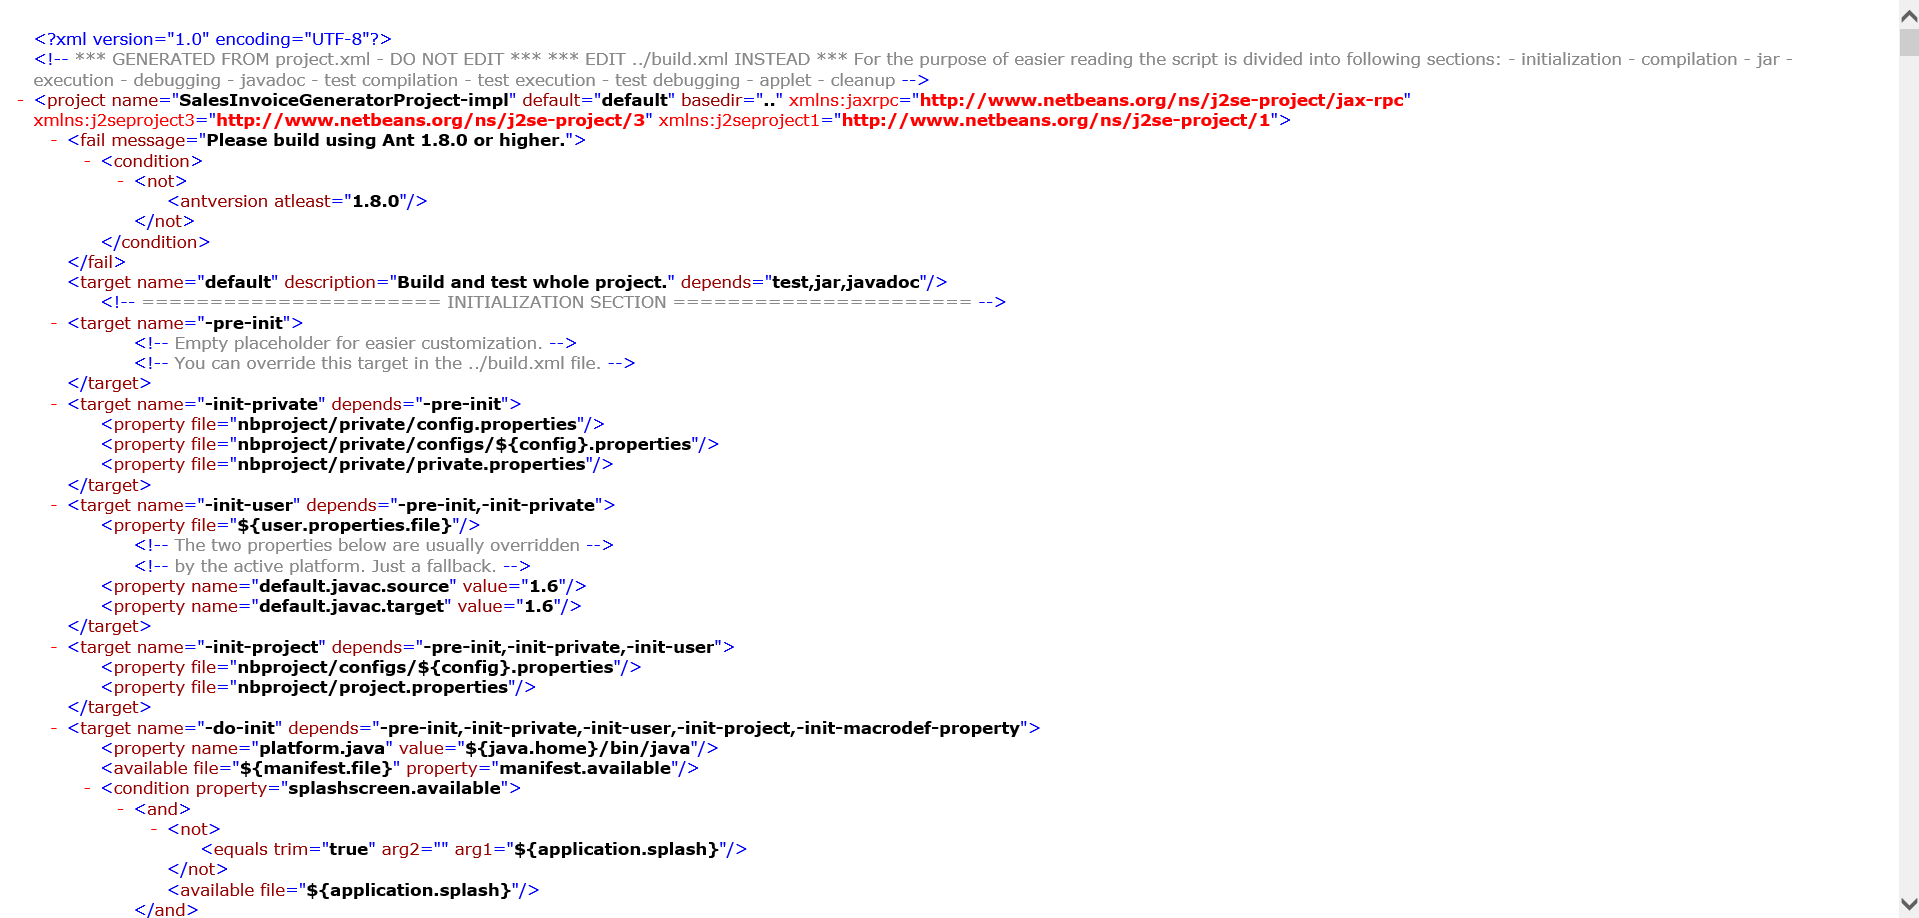 <?xml version="1.0" encoding="UTF-8"?>
<!-- *** GENERATED FROM project.xml - DO NOT EDIT *** *** EDIT ../build.xml INSTEAD *** For the purpose of easier reading the script is divided into following sections: - initialization - compilation - jar -
execution - debugging - javadoc - test compilation - test execution - test debugging - applet - cleanup -->
- <project name="SalesInvoiceGeneratorProject-impl" default="default" basedir=".." xmlns:jaxrpc="http://www.netbeans.org/ns/j2se-project/jax-rpc"
xmlns:j2seproject3="http://www.netbeans.org/ns/j2se-project/3" xmlns:j2seproject1="http://www.netbeans.org/ns/j2se-project/1">
- <fail message="Please build using Ant 1.8.0 or higher.">
- <condition>
- <not>
<antversion atleast="1.8.0"/>
</not>
</condition>
</fail>
<target name="default" description="Build and test whole project." depends="test,jar,javadoc"/>
<!-- ====================== INITIALIZATION SECTION ====================== -->
- <target name="-pre-init">
<!-- Empty placeholder for easier customization. -->
<!-- You can override this target in the ../build.xml file. -->
</target>
- <target name="-init-private" depends="-pre-init">
<property file="nbproject/private/config.properties"/>
<property file="nbproject/private/configs/${config}.properties"/>
<property file="nbproject/private/private.properties"/>
</target>
- <target name="-init-user" depends="-pre-init,-init-private">
<property file="${user.properties.file}"/>
<!-- The two properties below are usually overridden -->
<!-- by the active platform. Just a fallback. -->
<property name="default.javac.source" value="1.6"/>
<property name="default.javac.target" value="1.6"/>
</target>
- <target name="-init-project" depends="-pre-init,-init-private,-init-user">
<property file="nbproject/configs/${config}.properties"/>
<property file="nbproject/project.properties"/>
</target>
- <target name="-do-init" depends="-pre-init,-init-private,-init-user,-init-project,-init-macrodef-property">
<property name="platform.java" value="${java.home}/bin/java"/>
<available file="${manifest.file}" property="manifest.available"/>
- <condition property="splashscreen.available">
- <and>
- <not>
<equals trim="true" arg2="" arg1="${application.splash}"/>
</not>
<available file="${application.splash}"/>
</and>